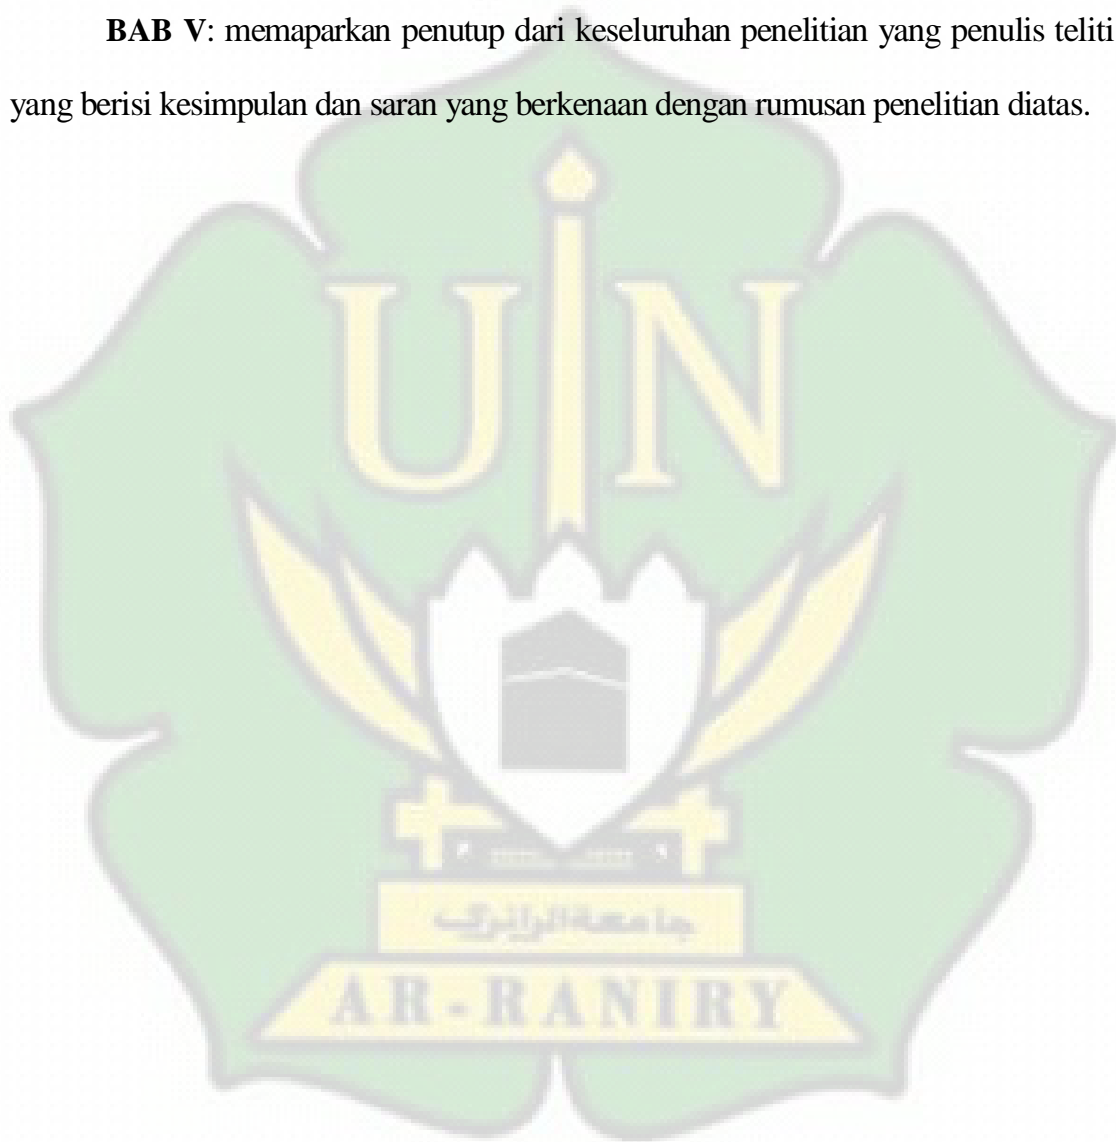 BAB V: memaparkan penutup dari keseluruhan penelitian yang penulis teliti
yang berisi kesimpulan dan saran yang berkenaan dengan rumusan penelitian diatas.
UIN
جامعةالرانري
AR-RANIRY